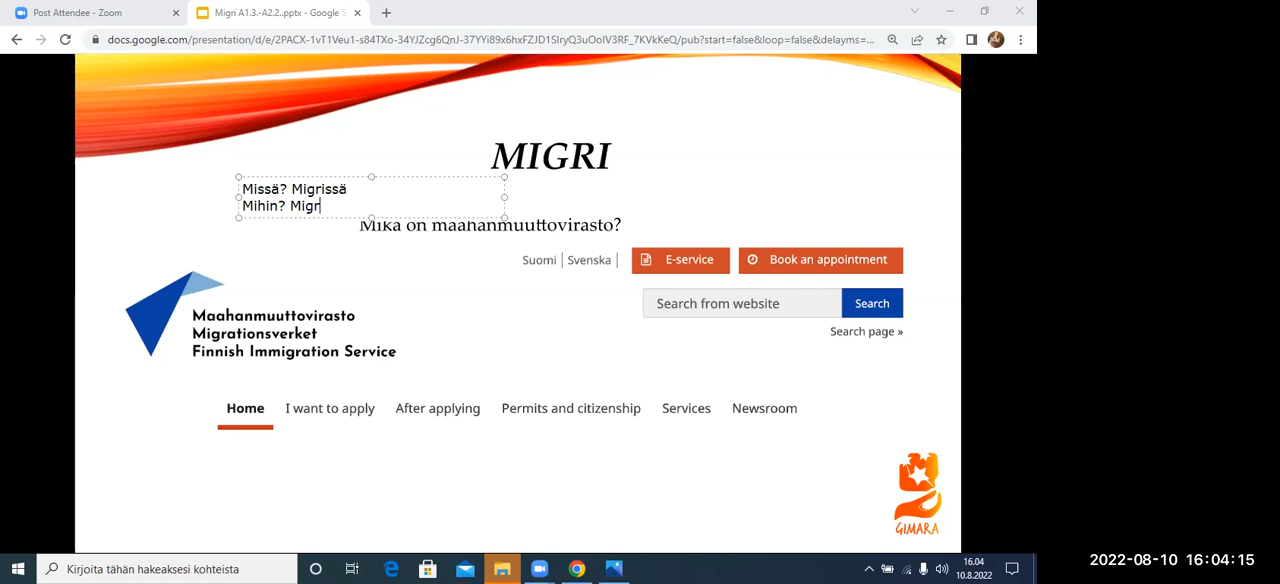 Post Attendee - Zoom
Migri A1.3.-A2.2..pptx - Google S
docs.google.com/presentation/d/e/2PACX-1vT1Veu1-s84TXo-34YJZcg6QnJ-37YYi89x6hxFZJD1SIryQ3uOoIV3RF_7KVkKeQ/pub?start=false&loop=false&delayms=...
MIGRI
Missä? Migrissä
Mihin? Migr
Mikä on maahanmuuttovirasto?
Suomi | Svenska |
E-service
Book an appointment
Search from website
Search
Search page »
Maahanmuuttovirasto
Migrationsverket
Finnish Immigration Service
Home I want to apply After applying Permits and citizenship Services Newsroom
GIMARA
Kirjoita tähän hakeaksesi kohteista
16.04
10.8.2022
2022-08-10 16:04:15